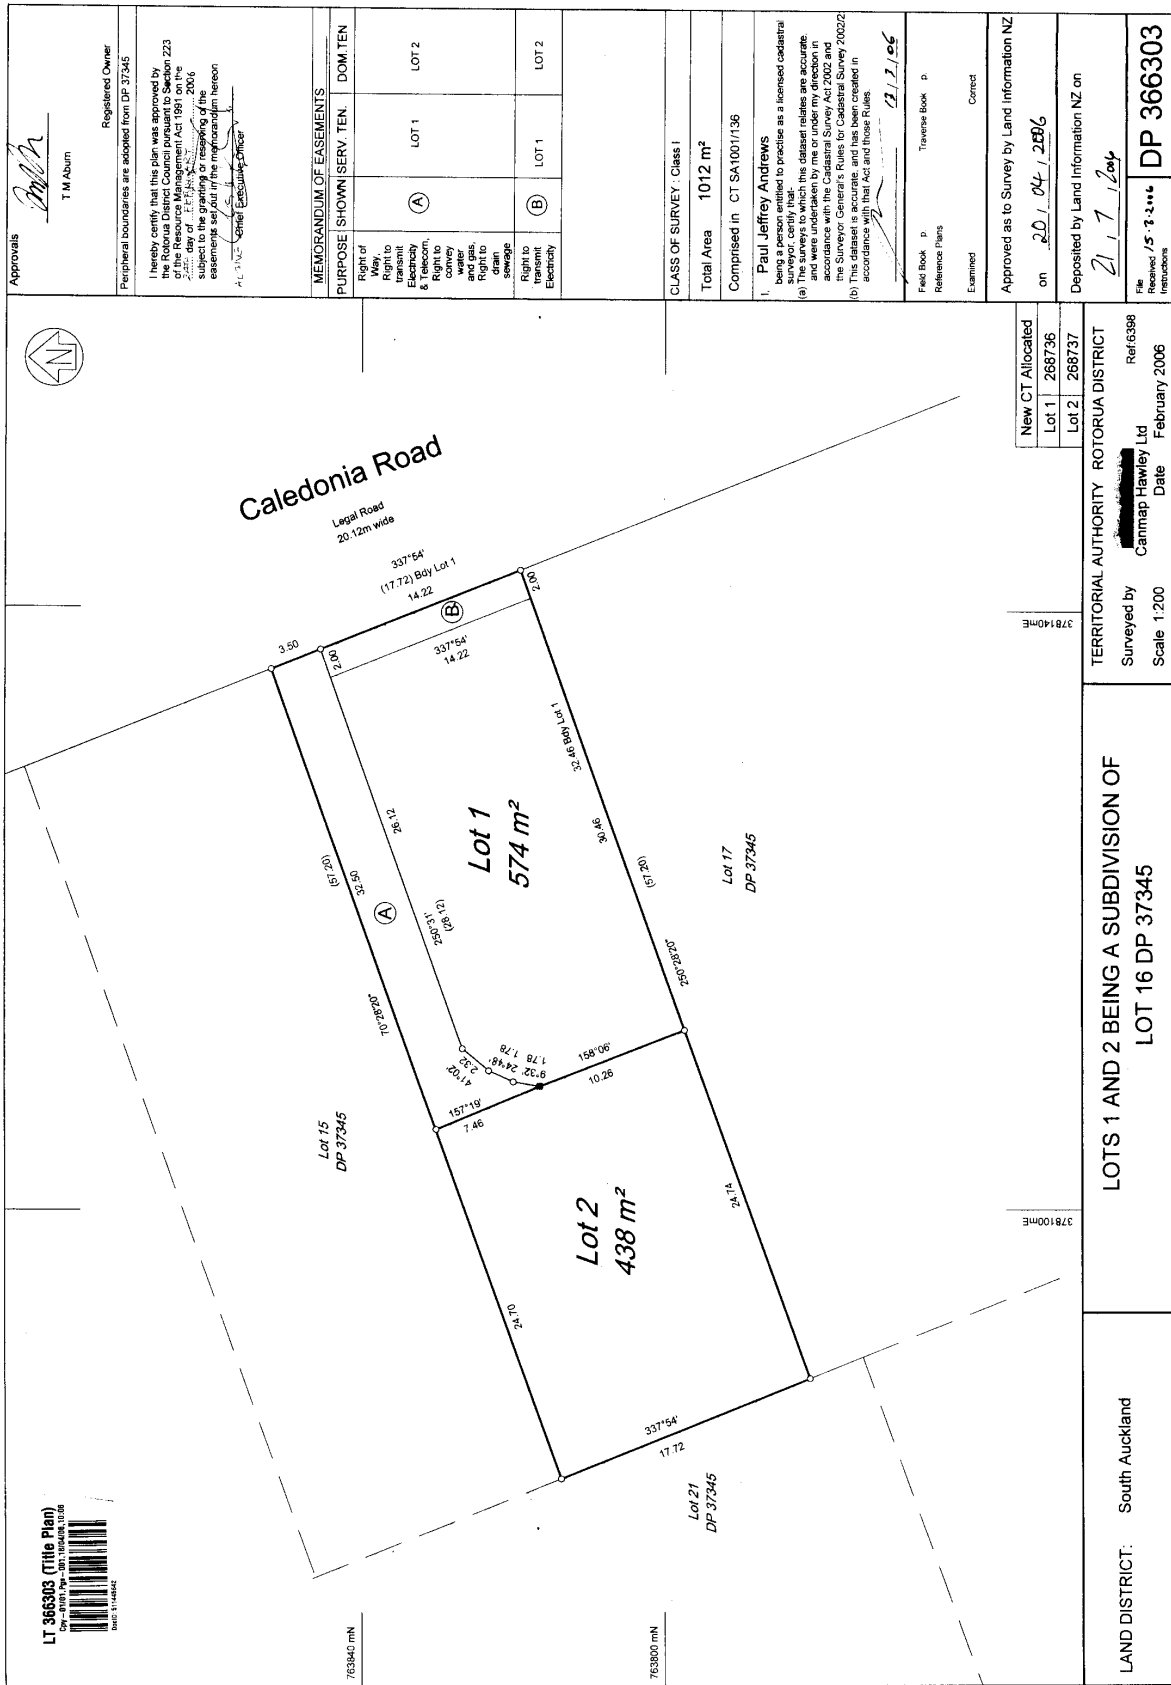 LT 366303 (Title Plan)
Cpy - 01/01, Pgs - 001, 18/04/06, 10:08
DocID: 511448642
763840 mN
763800 mN
378100mE
378140mE
N
Caledonia Road
Legal Road
20.12m wide
337°54'
(17.72) Bdy Lot 1
14.22
B
337°54'
14.22
3.50
2.00
2.00
(57.20)
32.50
A
26.12
250°31'
(28.12)
70°28'20"
Lot 1
574 m²
32.46 Bdy Lot 1
30.46
(57.20)
250°28'20"
Lot 17
DP 37345
41°02'
2.32
24°48'
1.78
9°32'
1.78
157°19'
7.46
158°06'
10.26
Lot 15
DP 37345
Lot 2
438 m²
24.70
24.74
337°54'
17.72
Lot 21
DP 37345
Approvals
T M Aburn
Registered Owner
Peripheral boundaries are adopted from DP 37345
I hereby certify that this plan was approved by
the Rotorua District Council pursuant to Section 223
of the Resource Management Act 1991 on the
day of 2006
subject to the granting or reserving of the
easements set out in the memorandum hereon
Chief Executive Officer
MEMORANDUM OF EASEMENTS
PURPOSE SHOWN SERV. TEN. DOM. TEN
Right of
Way,
Right to
transmit
Electricity
& Telecom,
Right to
convey
water
and gas,
Right to
drain
sewage
A LOT 1 LOT 2
Right to
transmit
Electricity
B LOT 1 LOT 2
CLASS OF SURVEY : Class I
Total Area 1012 m²
Comprised in CT SA1001/136
I, Paul Jeffrey Andrews
being a person entitled to practise as a licensed cadastral
surveyor, certify that-
(a) The surveys to which this dataset relates are accurate,
and were undertaken by me or under my direction in
accordance with the Cadastral Survey Act 2002 and
the Surveyor General's Rules for Cadastral Survey 2002/2
(b) This dataset is accurate, and has been created in
accordance with that Act and those Rules.
Field Book p. Traverse Book p.
Reference Plans
Examined Correct
Approved as to Survey by Land Information NZ
on 20/04/2006
Deposited by Land Information NZ on
21/7/2006
File
Received 15-3-2006
Instructions
DP 366303
New CT Allocated
Lot 1 268736
Lot 2 268737
LAND DISTRICT: South Auckland
LOTS 1 AND 2 BEING A SUBDIVISION OF
LOT 16 DP 37345
TERRITORIAL AUTHORITY ROTORUA DISTRICT
Surveyed by Canmap Hawley Ltd Ref:6398
Scale 1:200 Date February 2006